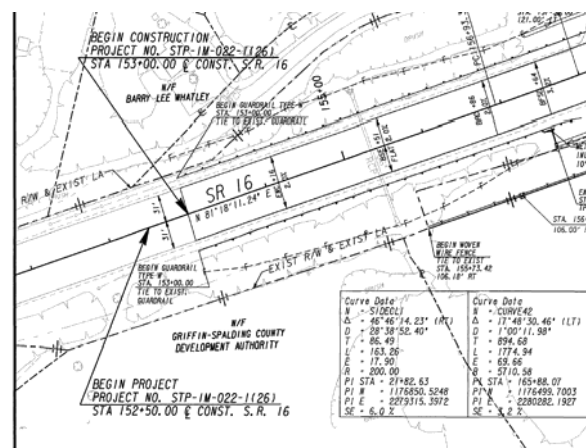 BEGIN CONSTRUCTION
PROJECT NO. STP-IM-082-1(26)
STA 153+00.00 ℄ CONST. S.R. 16
N/F
BARRY LEE WHATLEY
BEGIN GUARDRAIL TYPE-W
STA. 153+00.00
TIE TO EXIST. GUARDRAIL
155+00
R/W & EXIST LA
SR 16
N 81°18'11.24" E
31'
31'
BEGIN GUARDRAIL
TYPE-W
STA. 153+00.00
TIE TO EXIST.
GUARDRAIL
EXIST R/W & EXIST LA
BEGIN WOVEN
WIRE FENCE
TIE TO EXIST
STA. 155+73.42
106.18' RT
N/F
GRIFFIN-SPALDING COUNTY
DEVELOPMENT AUTHORITY
BEGIN PROJECT
PROJECT NO. STP-IM-022-1(26)
STA 152+50.00 ℄ CONST. S.R. 16
Curve Data
N = SIDECL1
Δ = 46°46'14.23" (RT)
D = 28°38'52.40"
T = 86.49
L = 163.26
E = 17.90
R = 200.00
PI STA = 21+82.63
PI N = 1176850.5248
PI E = 2279315.3972
SE = 6.0 %
Curve Data
N = CURVE42
Δ = 17°48'30.46" (LT)
D = 1°00'11.98"
T = 894.68
L = 1774.94
E = 69.66
R = 5710.58
PI STA = 165+88.07
PI N = 1176499.7003
PI E = 2280282.1927
SE = 3.2 %